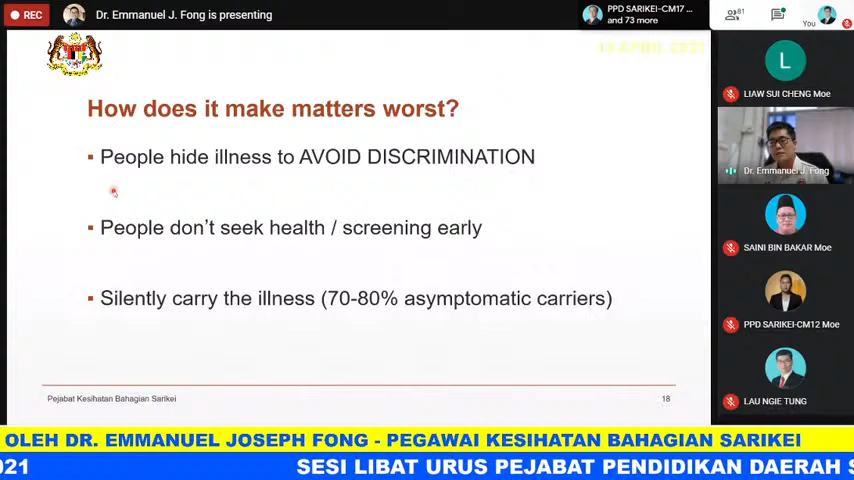 REC
Dr. Emmanuel J. Fong is presenting
PPD SARIKEI-CM17 ...
and 73 more
81
You
13 APRIL 2021
How does it make matters worst?
▪ People hide illness to AVOID DISCRIMINATION
▪ People don't seek health / screening early
▪ Silently carry the illness (70-80% asymptomatic carriers)
Pejabat Kesihatan Bahagian Sarikei
18
L
LIAW SUI CHENG Moe
Dr. Emmanuel J. Fong
SAINI BIN BAKAR Moe
PPD SARIKEI-CM12 Moe
LAU NGIE TUNG
OLEH DR. EMMANUEL JOSEPH FONG - PEGAWAI KESIHATAN BAHAGIAN SARIKEI
021 SESI LIBAT URUS PEJABAT PENDIDIKAN DAERAH S